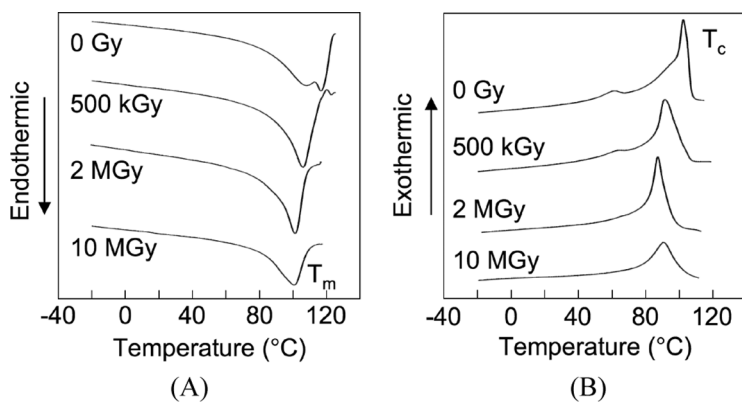 0 Gy
500 kGy
2 MGy
10 MGy
Tm
Endothermic
-40 0 40 80 120
Temperature (°C)
(A)
Tc
0 Gy
500 kGy
2 MGy
10 MGy
Exothermic
-40 0 40 80 120
Temperature (°C)
(B)